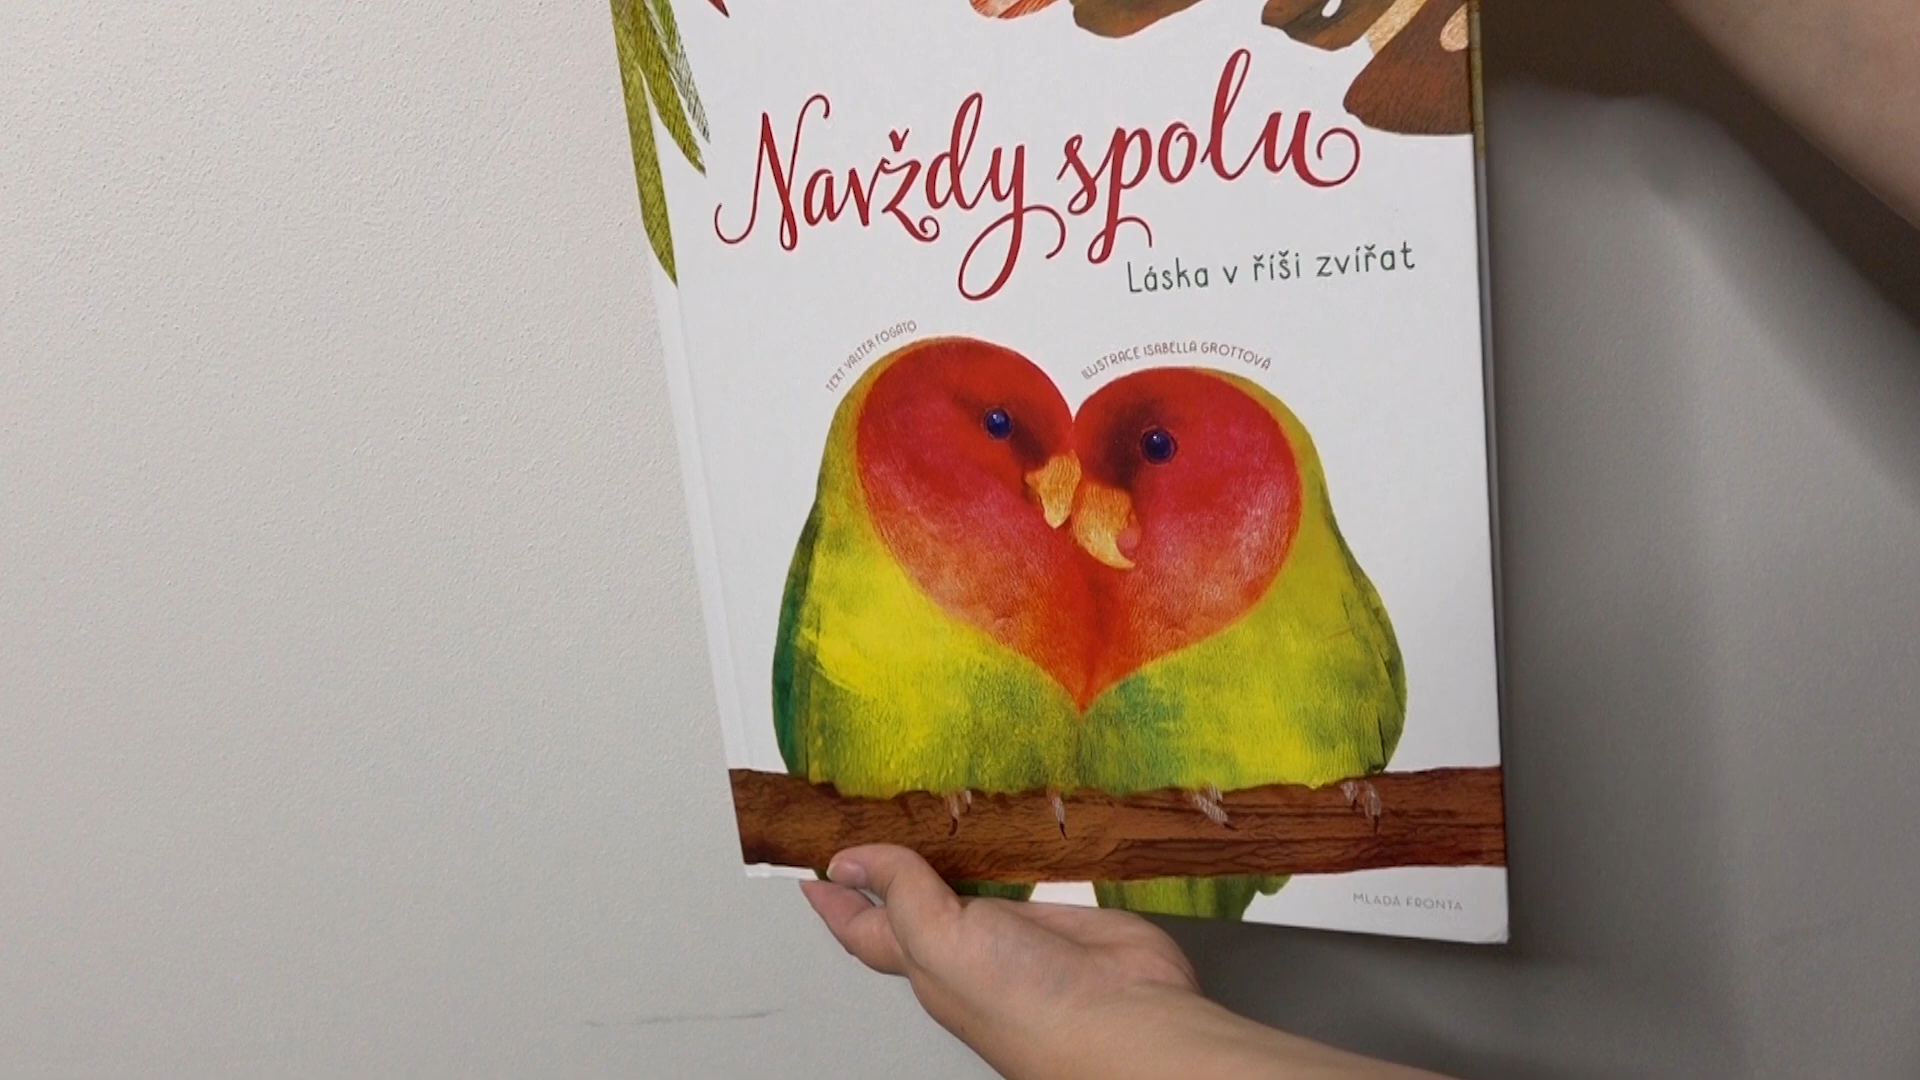 Navždy spolu
Láska v říši zvířat
TEXT VALTER FOGATO
ILUSTRACE ISABELLA GROTTOVÁ
MLADÁ FRONTA